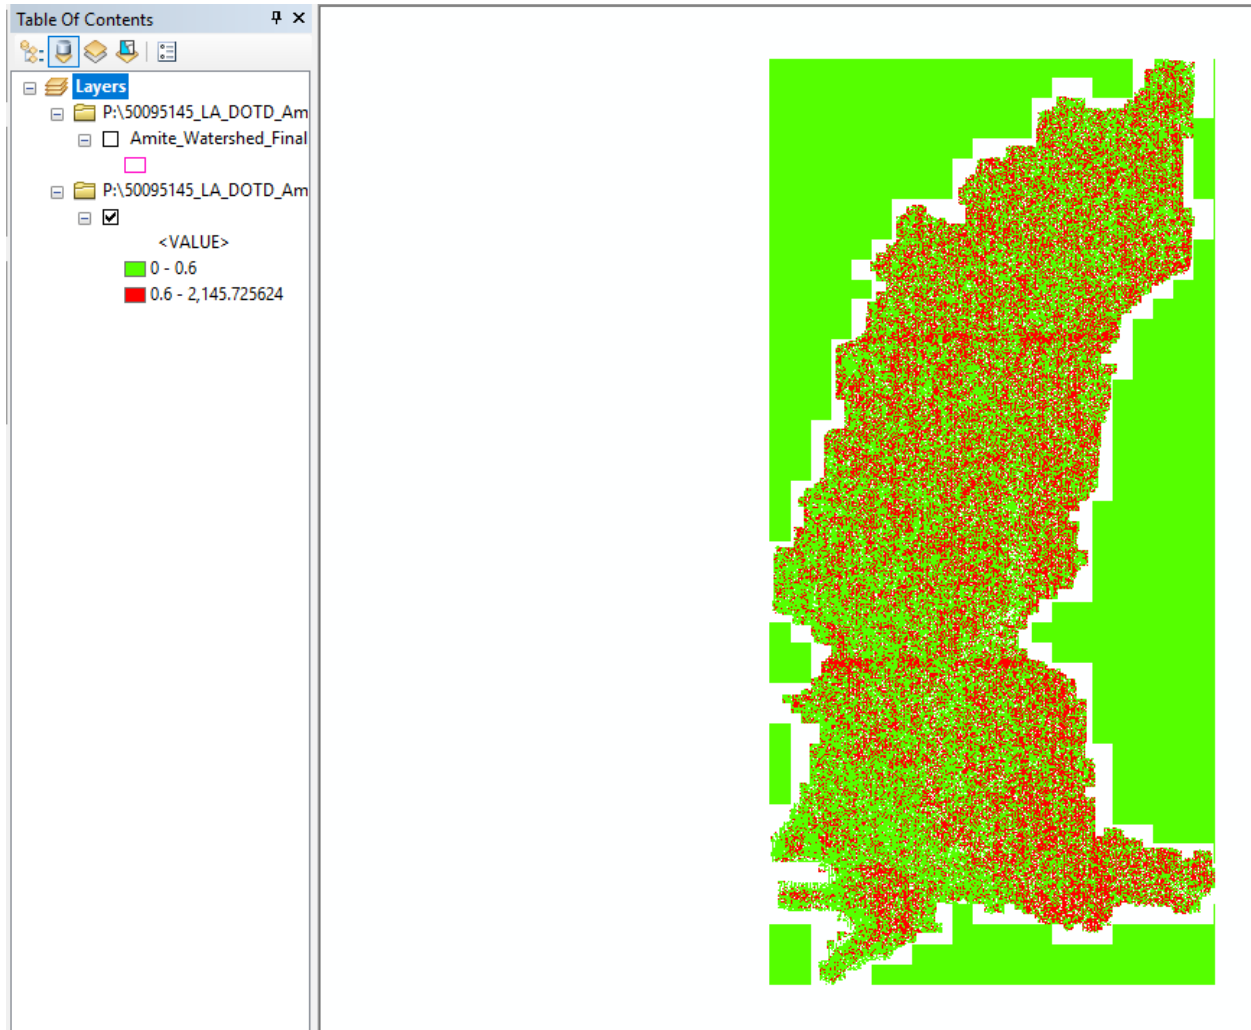 Table Of Contents
Layers
P:\50095145_LA_DOTD_Am
Amite_Watershed_Final
P:\50095145_LA_DOTD_Am
<VALUE>
0 - 0.6
0.6 - 2,145.725624